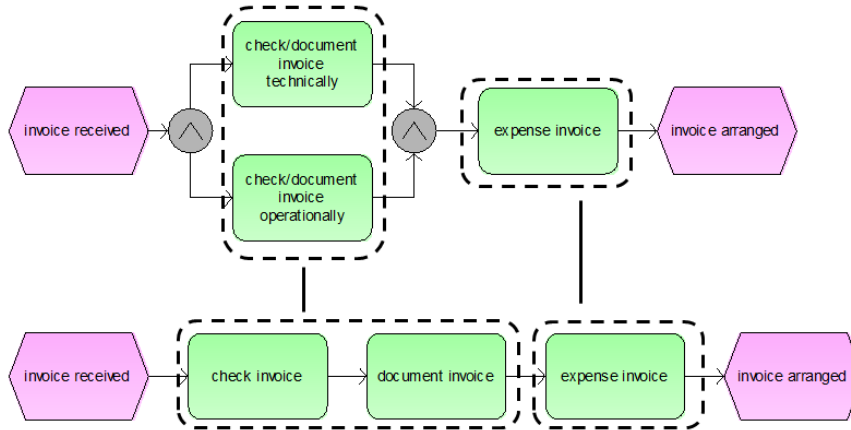 check/document
invoice
technically
invoice received
expense invoice
invoice arranged
check/document
invoice
operationally
invoice received
check invoice
document invoice
expense invoice
invoice arranged